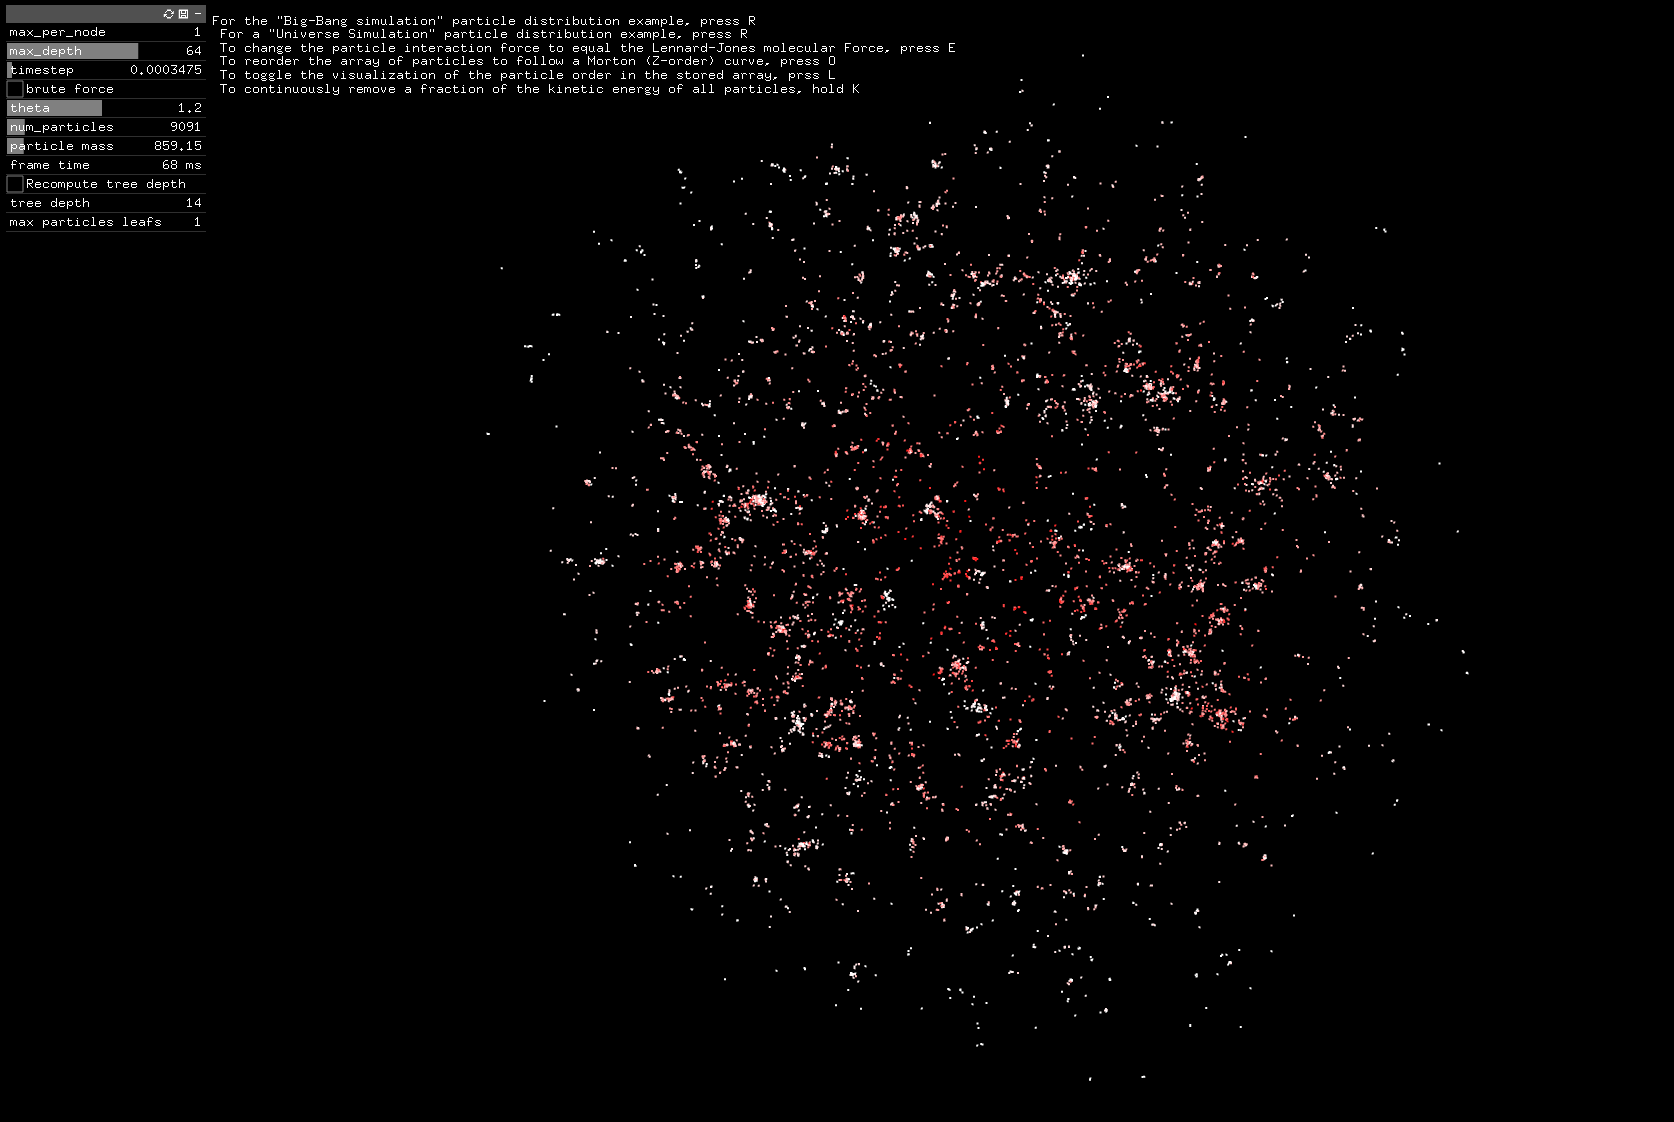 max_per_node 1
max_depth 64
timestep 0.0003475
brute force
theta 1.2
num_particles 9091
particle mass 859.15
frame time 68 ms
Recompute tree depth
tree depth 14
max particles leafs 1
For the "Big-Bang simulation" particle distribution example, press R
For a "Universe Simulation" particle distribution example, press R
To change the particle interaction force to equal the Lennard-Jones molecular Force, press E
To reorder the array of particles to follow a Morton (Z-order) curve, press O
To toggle the visualization of the particle order in the stored array, prss L
To continuously remove a fraction of the kinetic energy of all particles, hold K